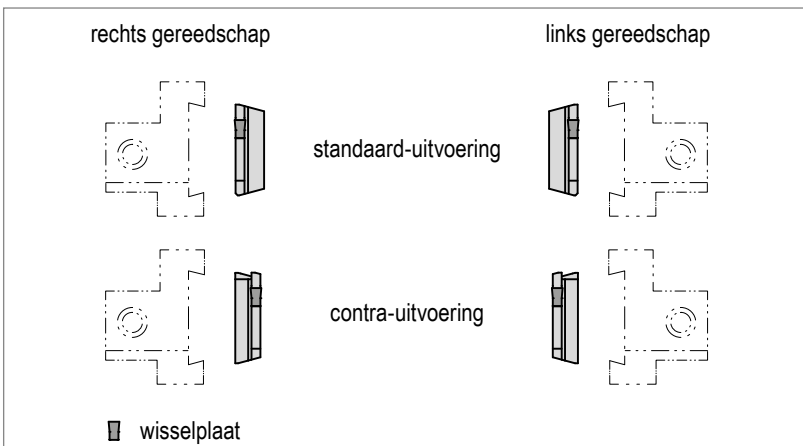 rechts gereedschap
links gereedschap
standaard-uitvoering
contra-uitvoering
wisselplaat